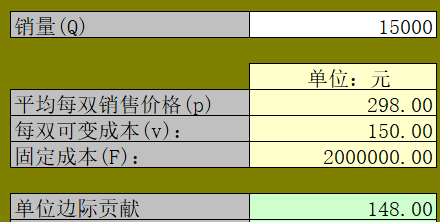 销量(Q) 15000
单位：元
平均每双销售价格(p) 298.00
每双可变成本(v)： 150.00
固定成本(F)： 2000000.00
单位边际贡献 148.00